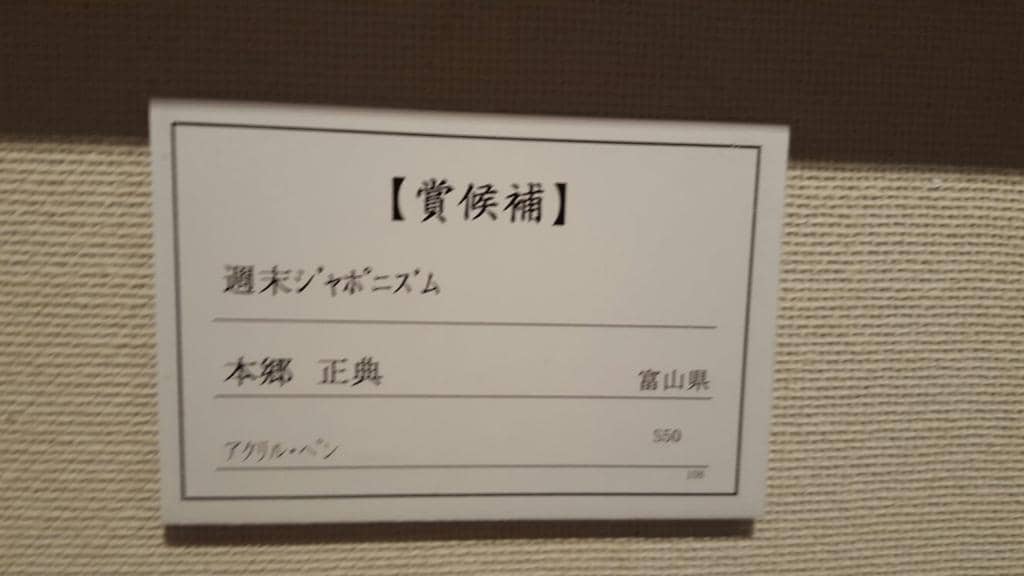 【賞候補】
週末ｼﾞｬﾎﾟﾆｽﾞﾑ
本郷 正典 富山県
アクリル・ペン S50